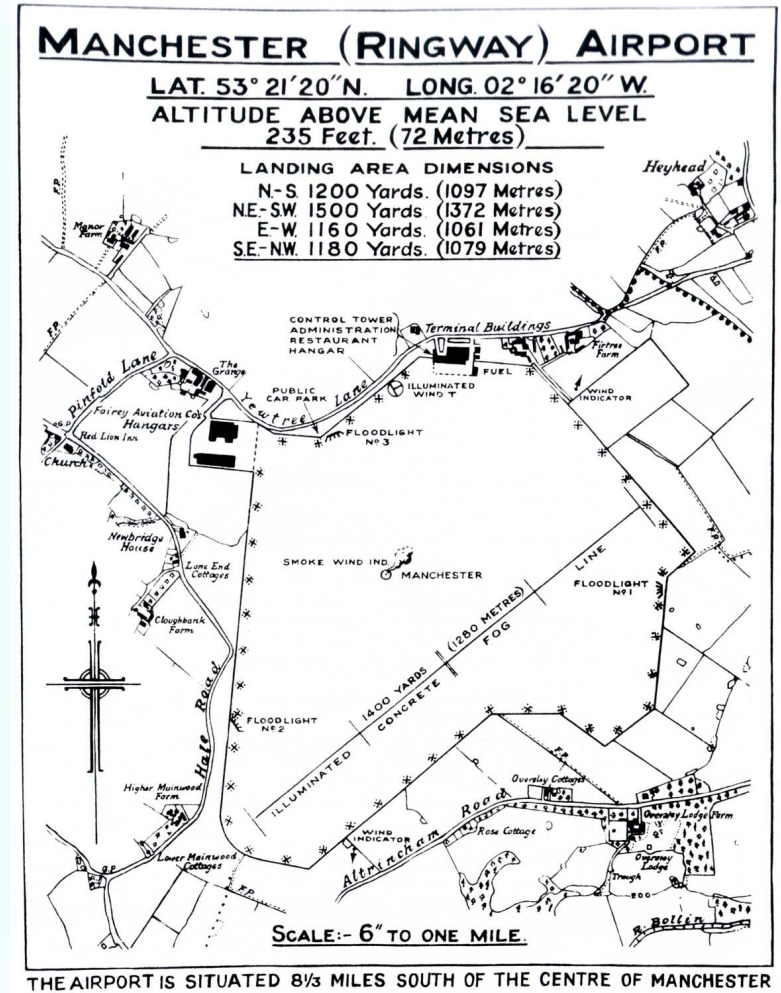 MANCHESTER (RINGWAY) AIRPORT
LAT. 53° 21′ 20″ N. LONG. 02° 16′ 20″ W.
ALTITUDE ABOVE MEAN SEA LEVEL
235 Feet. (72 Metres)
LANDING AREA DIMENSIONS
N.-S. 1200 Yards. (1097 Metres)
N.E.-S.W. 1500 Yards. (1372 Metres)
E-W. 1160 Yards. (1061 Metres)
S.E-N.W. 1180 Yards. (1079 Metres)
Heyhead
F.P.
Manor
Farm
F.P.
F.P.
CONTROL TOWER
ADMINISTRATION
RESTAURANT
HANGAR
Terminal Buildings
Firtree
Farm
FUEL
WIND
INDICATOR
ILLUMINATED
WIND T
PUBLIC
CAR PARK
Yewtree Lane
The
Grange
Pinfold Lane
Fairey Aviation Co's
Hangars
FLOODLIGHT
No 3
G.P.
Red Lion Inn
Church
Newbridge
House
Lane End
Cottages
Cloughbank
Farm
SMOKE WIND IND.
MANCHESTER
F.P.
FLOODLIGHT
No 1
ILLUMINATED CONCRETE FOG LINE
1400 YARDS (1280 METRES)
Hale Road
FLOODLIGHT
No 2
Higher Mainwood
Farm
Lower Mainwood
Cottages
G.P.
F.P.
WIND
INDICATOR
Altrincham Road
F.P.
Oversley Cottages
Rose Cottage
Oversley Lodge Farm
Oversley
Lodge
Trough
200
R. Bollin
SCALE:- 6″ TO ONE MILE.
THE AIRPORT IS SITUATED 8⅓ MILES SOUTH OF THE CENTRE OF MANCHESTER